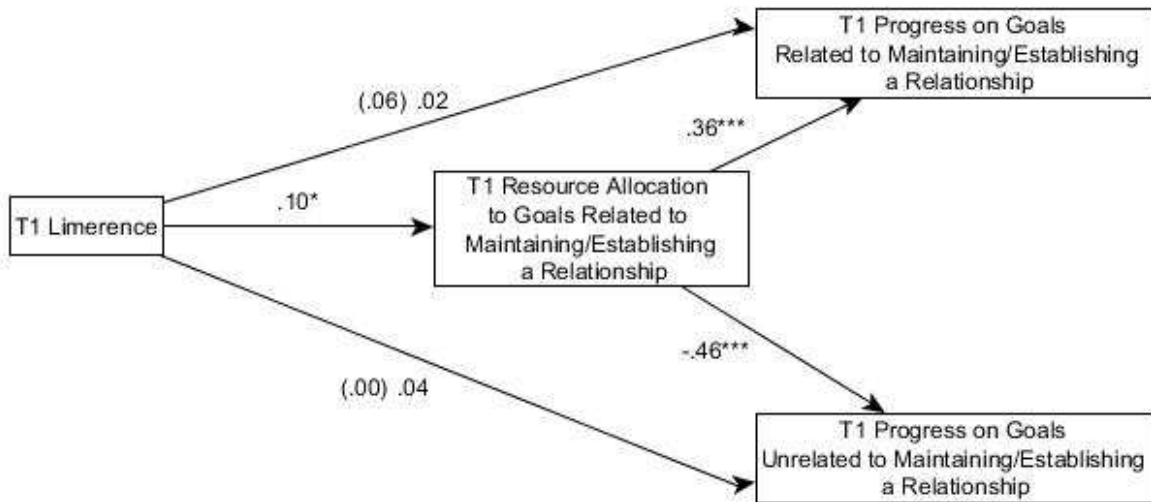 T1 Progress on Goals
Related to Maintaining/Establishing
a Relationship
(.06) .02
.36***
T1 Limerence
.10*
T1 Resource Allocation
to Goals Related to
Maintaining/Establishing
a Relationship
-.46***
(.00) .04
T1 Progress on Goals
Unrelated to Maintaining/Establishing
a Relationship